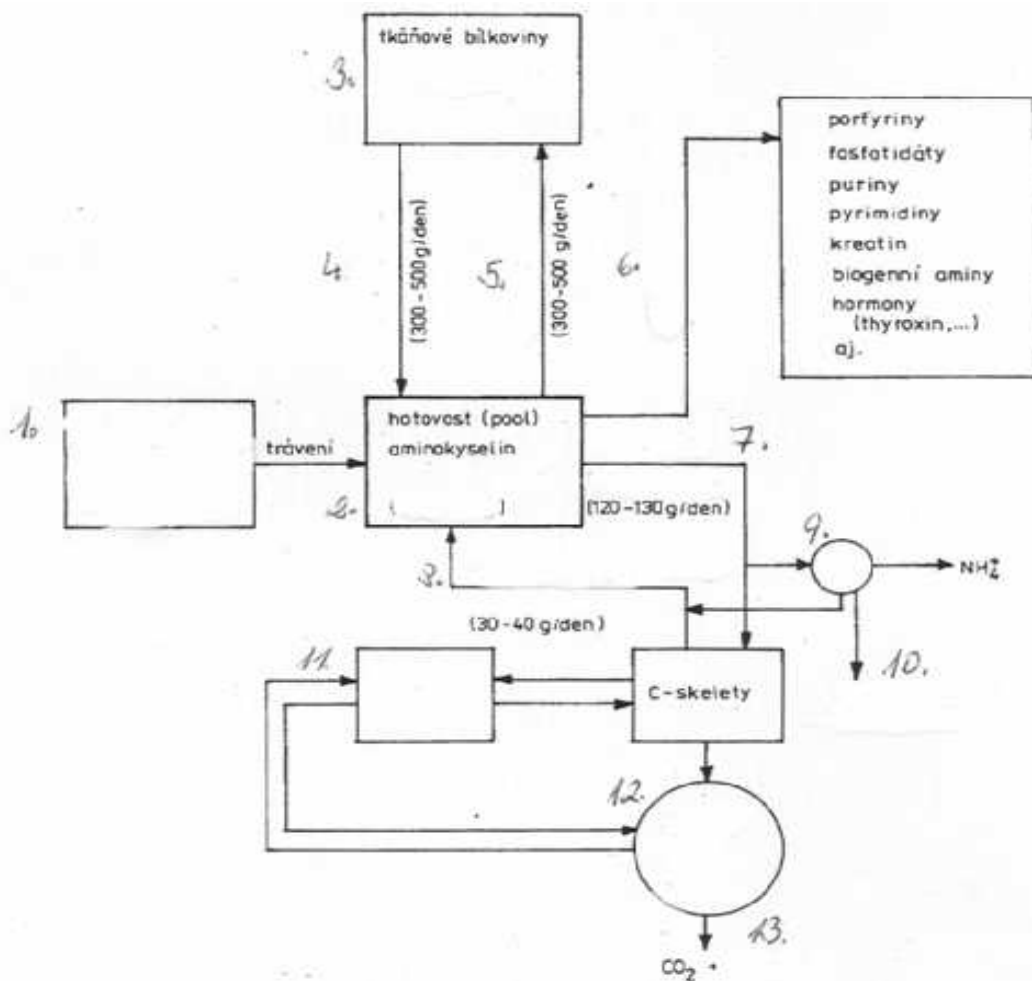 tkáňové bílkoviny
3.
porfyriny
fosfatidáty
puriny
pyrimidiny
kreatin
biogenní aminy
hormony
(thyroxin,...)
aj.
4.
(300-500g/den)
5.
(300-500 g/den)
6.
1.
trávení
hotovost (pool)
aminokyselin
2. ( )
7.
(120-130g/den)
8.
9.
NH₄⁺
(30-40 g/den)
10.
11.
C-skelety
12.
13.
CO₂ +